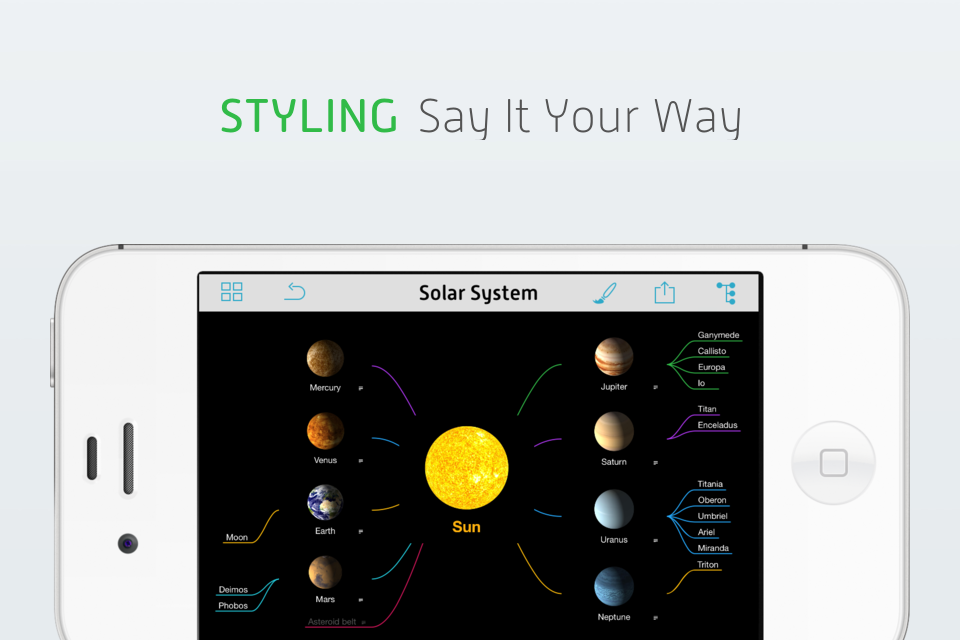 STYLING Say It Your Way
Solar System
Mercury
Venus
Earth
Moon
Mars
Deimos
Phobos
Asteroid belt
Sun
Jupiter
Ganymede
Callisto
Europa
Io
Saturn
Titan
Enceladus
Uranus
Titania
Oberon
Umbriel
Ariel
Miranda
Neptune
Triton